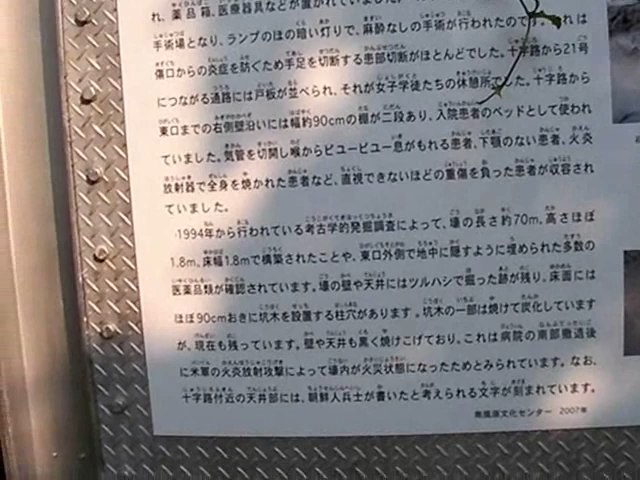 れ、薬品箱、医療器具などが置かれていました。
手術場となり、ランプのほの暗い灯りで、麻酔なしの手術が行われたのです。これは
傷口からの炎症を防ぐため手足を切断する患部切断がほとんどでした。十字路から21号
につながる通路には戸板が並べられ、それが女子学徒たちの休憩所でした。十字路から
東口までの右側壁沿いには幅約90cmの棚が二段あり、入院患者のベッドとして使われ
ていました。気管を切開し喉からピューピュー息がもれる患者、下顎のない患者、火炎
放射器で全身を焼かれた患者など、直視できないほどの重傷を負った患者が収容され
ていました。
1994年から行われている考古学的発掘調査によって、壕の長さ約70m、高さほぼ
1.8m、床幅1.8mで構築されたことや、東口外側で地中に隠すように埋められた多数の
医薬品類が確認されています。壕の壁や天井にはツルハシで掘った跡が残り、床面には
ほぼ90cmおきに坑木を設置する柱穴があります。坑木の一部は焼けて炭化しています
が、現在も残っています。壁や天井も黒く焼けこげており、これは病院の南部撤退後
に米軍の火炎放射攻撃によって壕内が火災状態になったためとみられています。なお、
十字路付近の天井部には、朝鮮人兵士が書いたと考えられる文字が刻まれています。
南風原文化センター 2007年